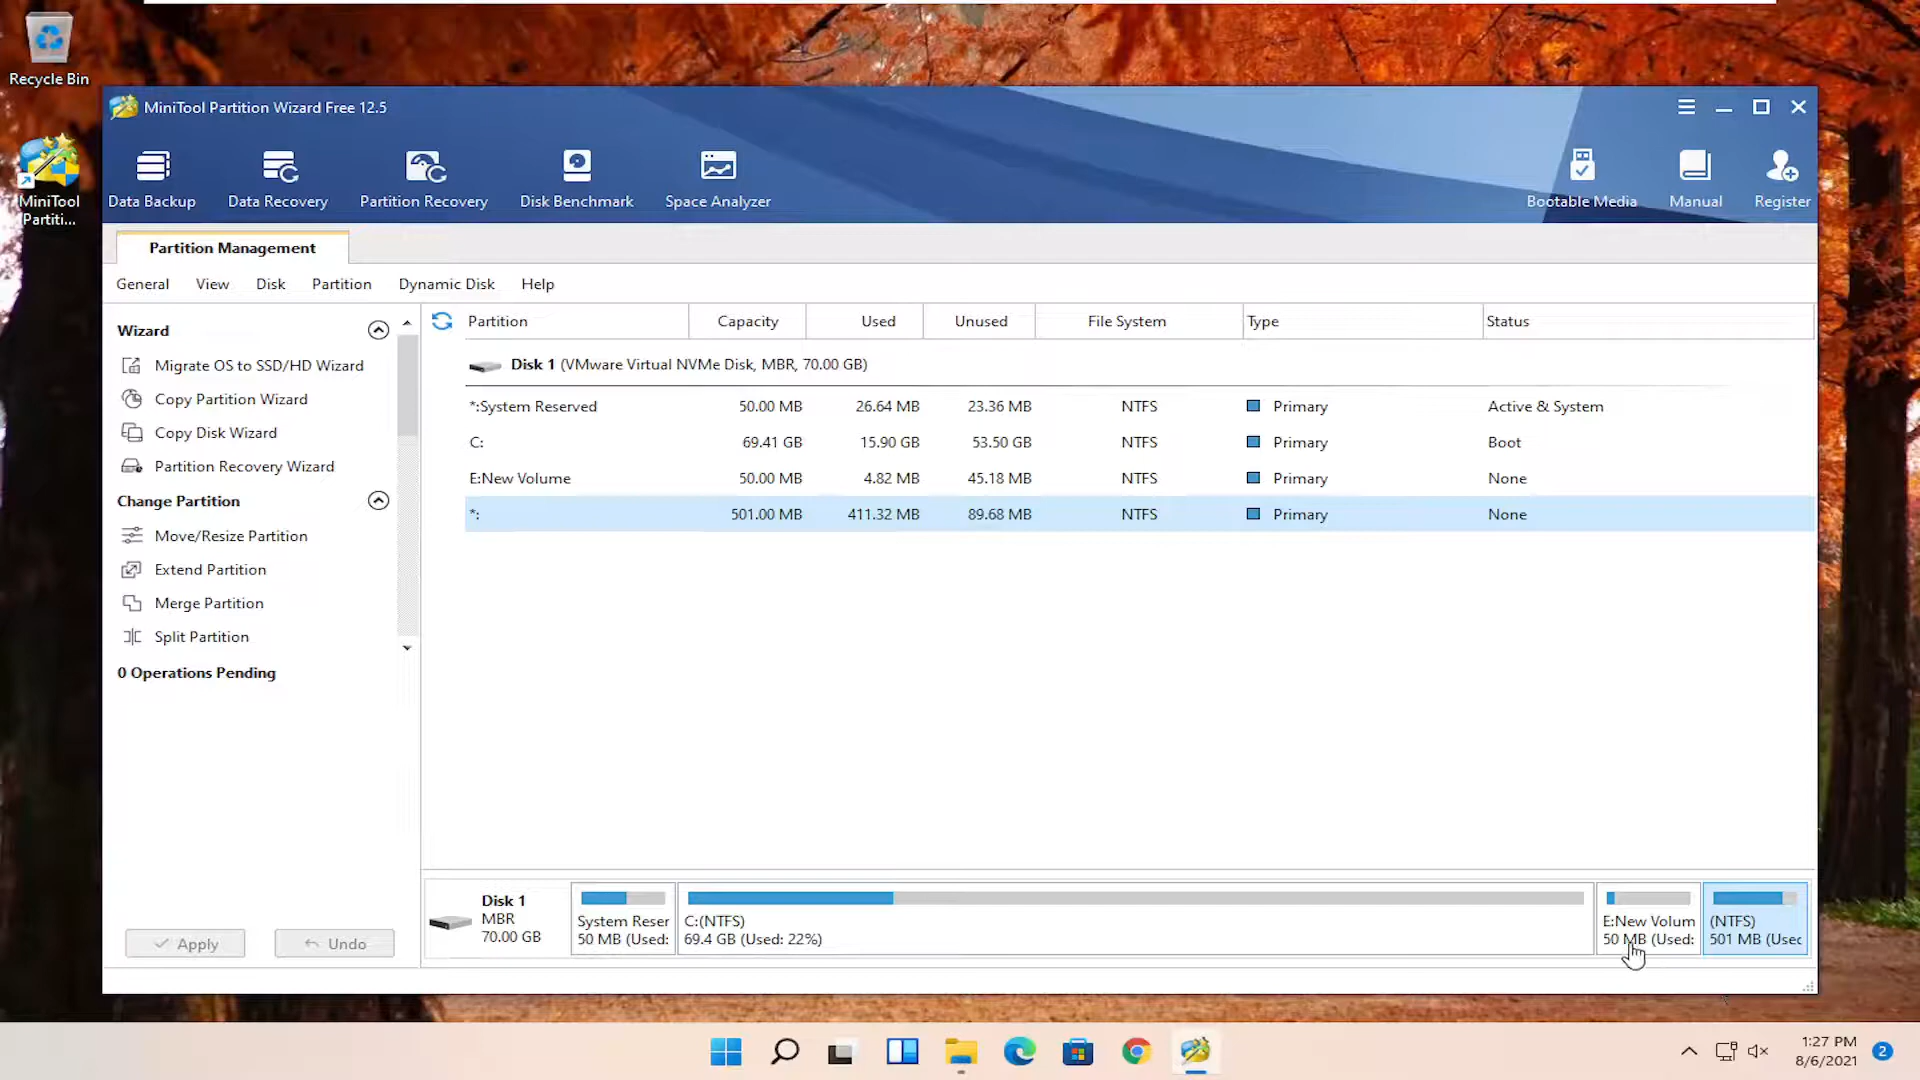 Recycle Bin
MiniTool
Partiti...
MiniTool Partition Wizard Free 12.5
Data Backup
Data Recovery
Partition Recovery
Disk Benchmark
Space Analyzer
Bootable Media
Manual
Register
Partition Management
General View Disk Partition Dynamic Disk Help
Wizard
Migrate OS to SSD/HD Wizard
Copy Partition Wizard
Copy Disk Wizard
Partition Recovery Wizard
Change Partition
Move/Resize Partition
Extend Partition
Merge Partition
Split Partition
0 Operations Pending
Apply
Undo
Partition Capacity Used Unused File System Type Status
Disk 1 (VMware Virtual NVMe Disk, MBR, 70.00 GB)
*:System Reserved 50.00 MB 26.64 MB 23.36 MB NTFS Primary Active & System
C: 69.41 GB 15.90 GB 53.50 GB NTFS Primary Boot
E:New Volume 50.00 MB 4.82 MB 45.18 MB NTFS Primary None
*: 501.00 MB 411.32 MB 89.68 MB NTFS Primary None
Disk 1
MBR
70.00 GB
System Reser
50 MB (Used:
C:(NTFS)
69.4 GB (Used: 22%)
E:New Volum
50 MB (Used:
(NTFS)
501 MB (Usec
1:27 PM
8/6/2021
2